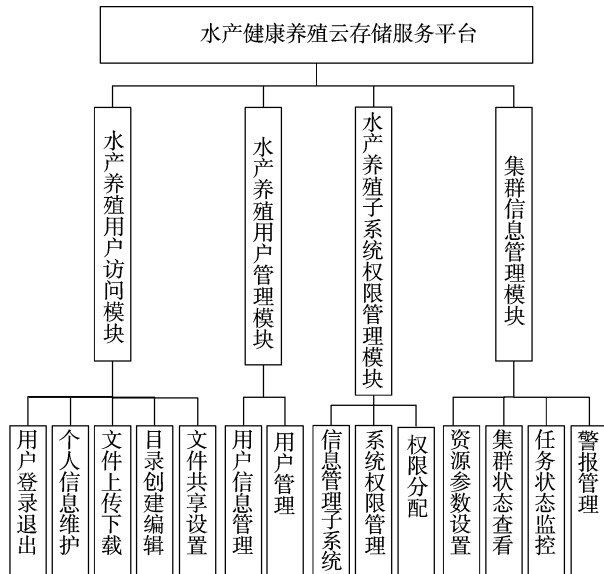 水产健康养殖云存储服务平台
水产养殖用户访问模块
水产养殖用户管理模块
水产养殖子系统权限管理模块
集群信息管理模块
用户登录退出
个人信息维护
文件上传下载
目录创建编辑
文件共享设置
用户信息管理
用户管理
信息管理子系统
系统权限管理
权限分配
资源参数设置
集群状态查看
任务状态监控
警报管理